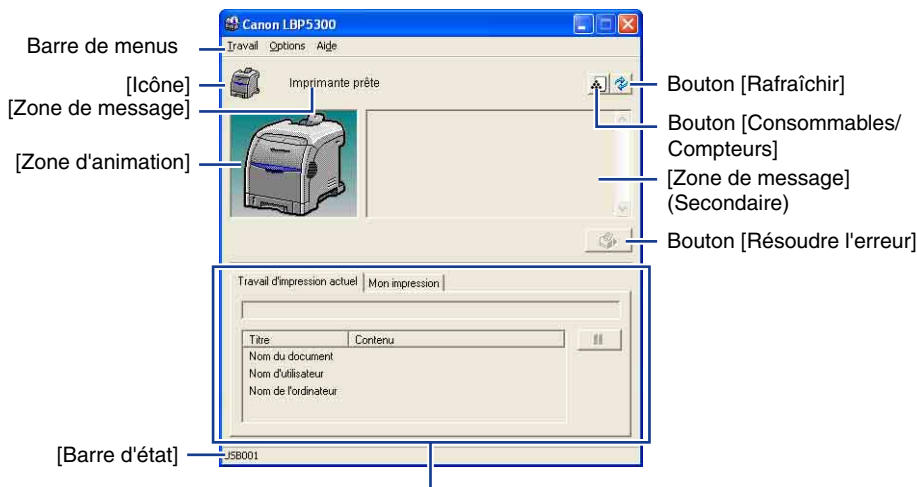 Canon LBP5300
Travail Options Aide
Barre de menus
[Icône]
Imprimante prête
[Zone de message]
[Zone d'animation]
Bouton [Rafraîchir]
Bouton [Consommables/
Compteurs]
[Zone de message]
(Secondaire)
Bouton [Résoudre l'erreur]
Travail d'impression actuel Mon impression
Titre Contenu
Nom du document
Nom d'utilisateur
Nom de l'ordinateur
[Barre d'état]
USB001